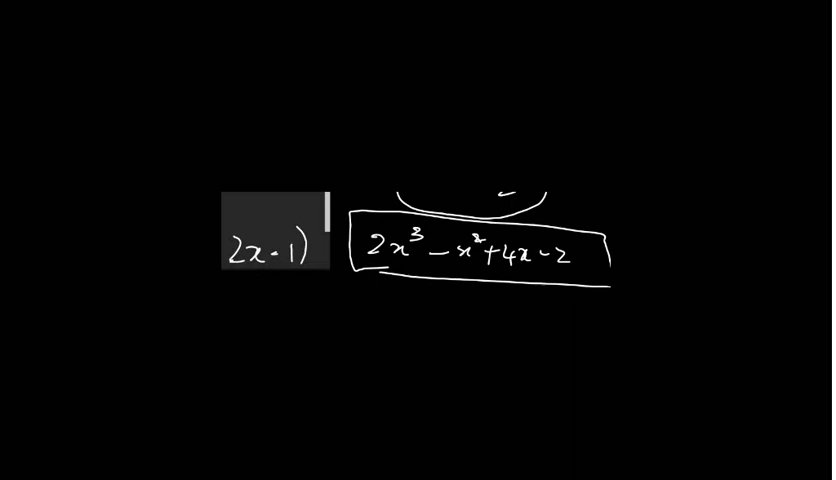 2x-1) 2x³ - x² + 4x - 2